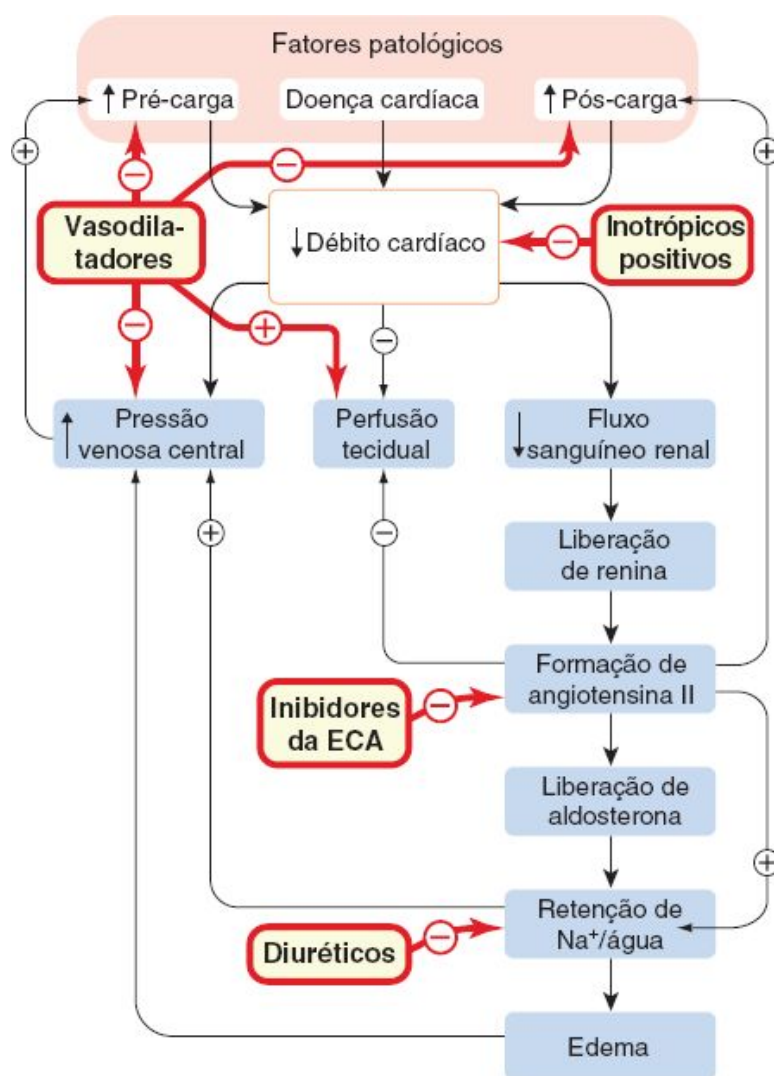 Fatores patológicos
↑ Pré-carga
Doença cardíaca
↑ Pós-carga
+
+
−
−
Vasodila-
tadores
↓ Débito cardíaco
−
Inotrópicos
positivos
−
+
−
↑ Pressão
venosa central
Perfusão
tecidual
↓ Fluxo
sanguíneo renal
+
−
Liberação
de renina
Formação de
angiotensina II
Inibidores
da ECA
−
Liberação de
aldosterona
+
Retenção de
Na⁺/água
Diuréticos
−
Edema